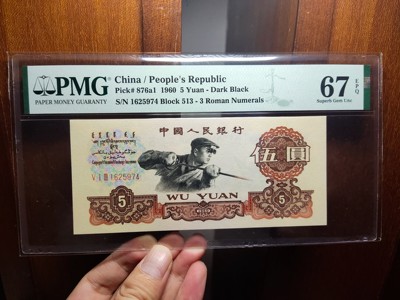 PMG
PAPER MONEY GUARANTY
China / People's Republic
Pick# 876a1 1960 5 Yuan - Dark Black
S/N 1625974 Block 513 - 3 Roman Numerals
67 EPQ
Superb Gem Unc
中國人民銀行
伍圓
1625974
WU YUAN
5
5